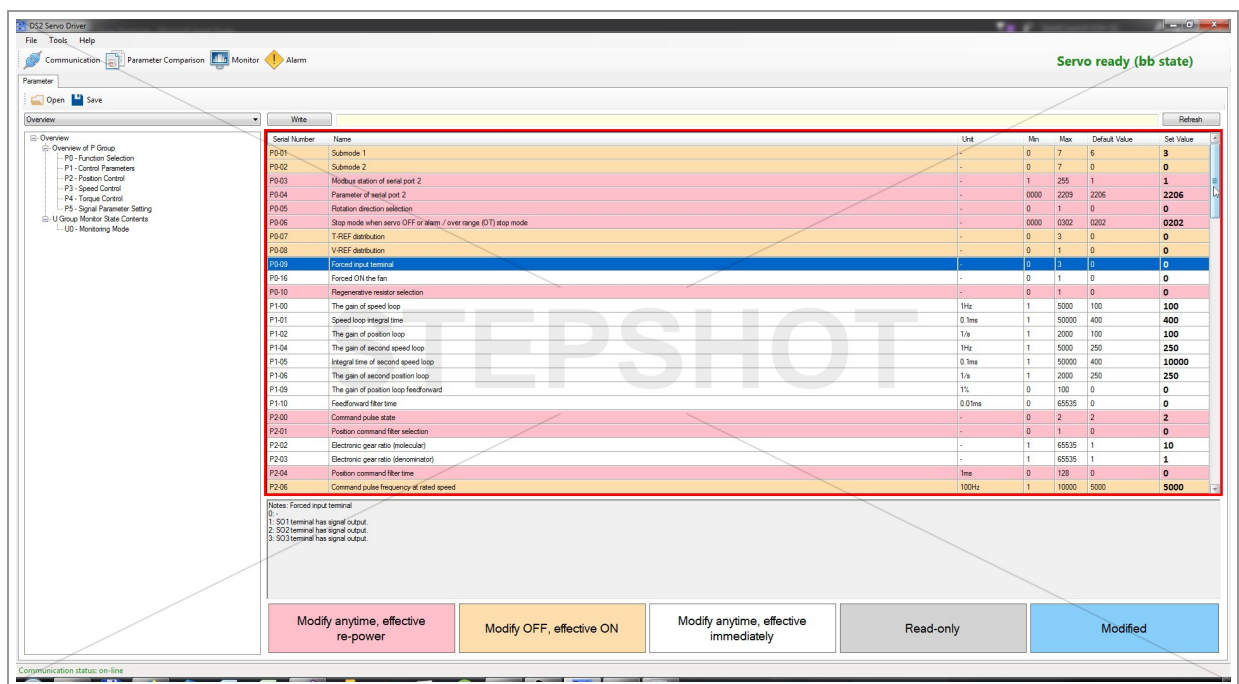 DS2 Servo Driver
File Tools Help
Communication Parameter Comparison Monitor Alarm Servo ready (bb state)
Parameter
Open Save
Overview Write Refresh
Overview
Overview of P Group
P0 - Function Selection
P1 - Control Parameters
P2 - Position Control
P3 - Speed Control
P4 - Torque Control
P5 - Signal Parameter Setting
U Group Monitor State Contents
U0 - Monitoring Mode
Serial Number Name Unit Min Max Default Value Set Value
P0-01 Submode 1 - 0 7 6 3
P0-02 Submode 2 - 0 7 0 0
P0-03 Modbus station of serial port 2 - 1 255 1 1
P0-04 Parameter of serial port 2 - 0000 2209 2206 2206
P0-05 Rotation direction selection - 0 1 0 0
P0-06 Stop mode when servo OFF or alarm / over range (OT) stop mode - 0000 0302 0202 0202
P0-07 T-REF distribution - 0 3 0 0
P0-08 V-REF distribution - 0 1 0 0
P0-09 Forced input terminal - 0 3 0 0
P0-16 Forced ON the fan - 0 1 0 0
P0-10 Regenerative resistor selection - 0 1 0 0
P1-00 The gain of speed loop 1Hz 1 5000 100 100
P1-01 Speed loop integral time 0.1ms 1 50000 400 400
P1-02 The gain of position loop 1/s 1 2000 100 100
P1-04 The gain of second speed loop 1Hz 1 5000 250 250
P1-05 Integral time of second speed loop 0.1ms 1 50000 400 10000
P1-06 The gain of second position loop 1/s 1 2000 250 250
P1-09 The gain of position loop feedforward 1% 0 100 0 0
P1-10 Feedforward filter time 0.01ms 0 65535 0 0
P2-00 Command pulse state - 0 2 2 2
P2-01 Position command filter selection - 0 1 0 0
P2-02 Electronic gear ratio (molecular) - 1 65535 1 10
P2-03 Electronic gear ratio (denominator) - 1 65535 1 1
P2-04 Position command filter time 1ms 0 128 0 0
P2-06 Command pulse frequency at rated speed 100Hz 1 10000 5000 5000
STEPSHOT
Notes: Forced input terminal
0: -
1: SO1 terminal has signal output.
2: SO2 terminal has signal output.
3: SO3 terminal has signal output.
Modify anytime, effective
re-power
Modify OFF, effective ON
Modify anytime, effective
immediately
Read-only
Modified
Communication status: on-line